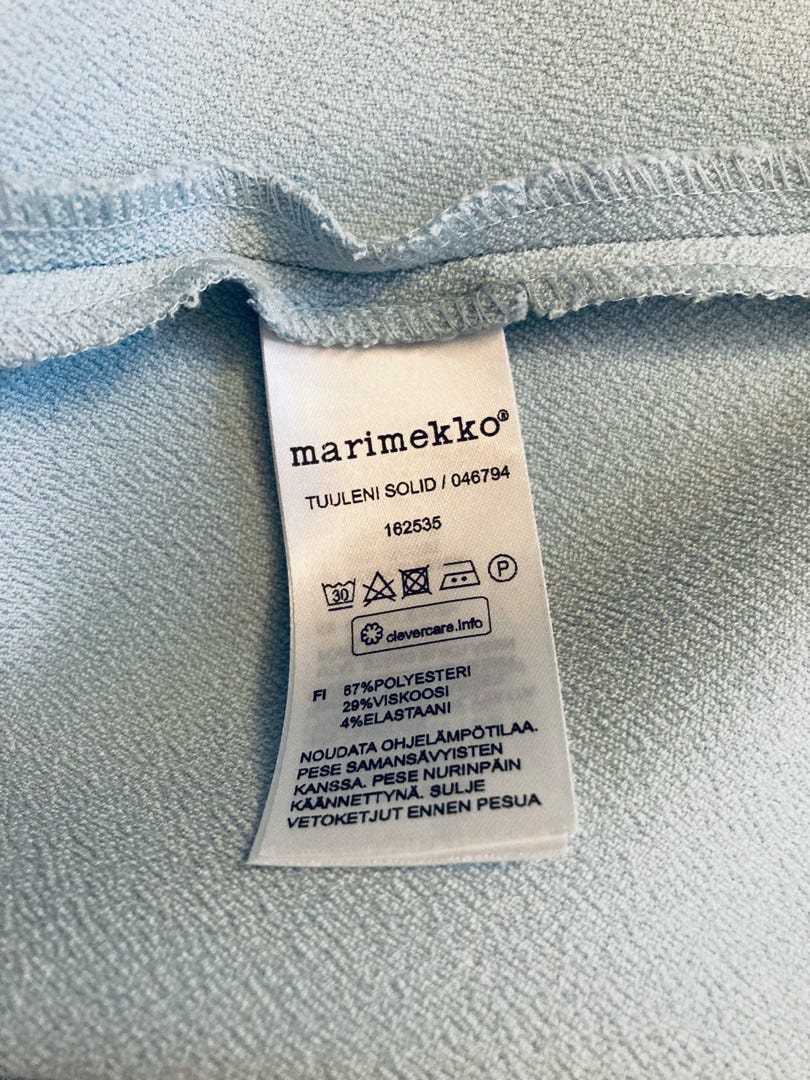 marimekko®
TUULENI SOLID / 046794
162535
30 P
clevercare.info
FI 67%POLYESTERI
29%VISKOOSI
4%ELASTAANI
NOUDATA OHJELÄMPÖTILAA.
PESE SAMANSÄVYISTEN
KANSSA. PESE NURINPÄIN
KÄÄNNETTYNÄ. SULJE
VETOKETJUT ENNEN PESUA